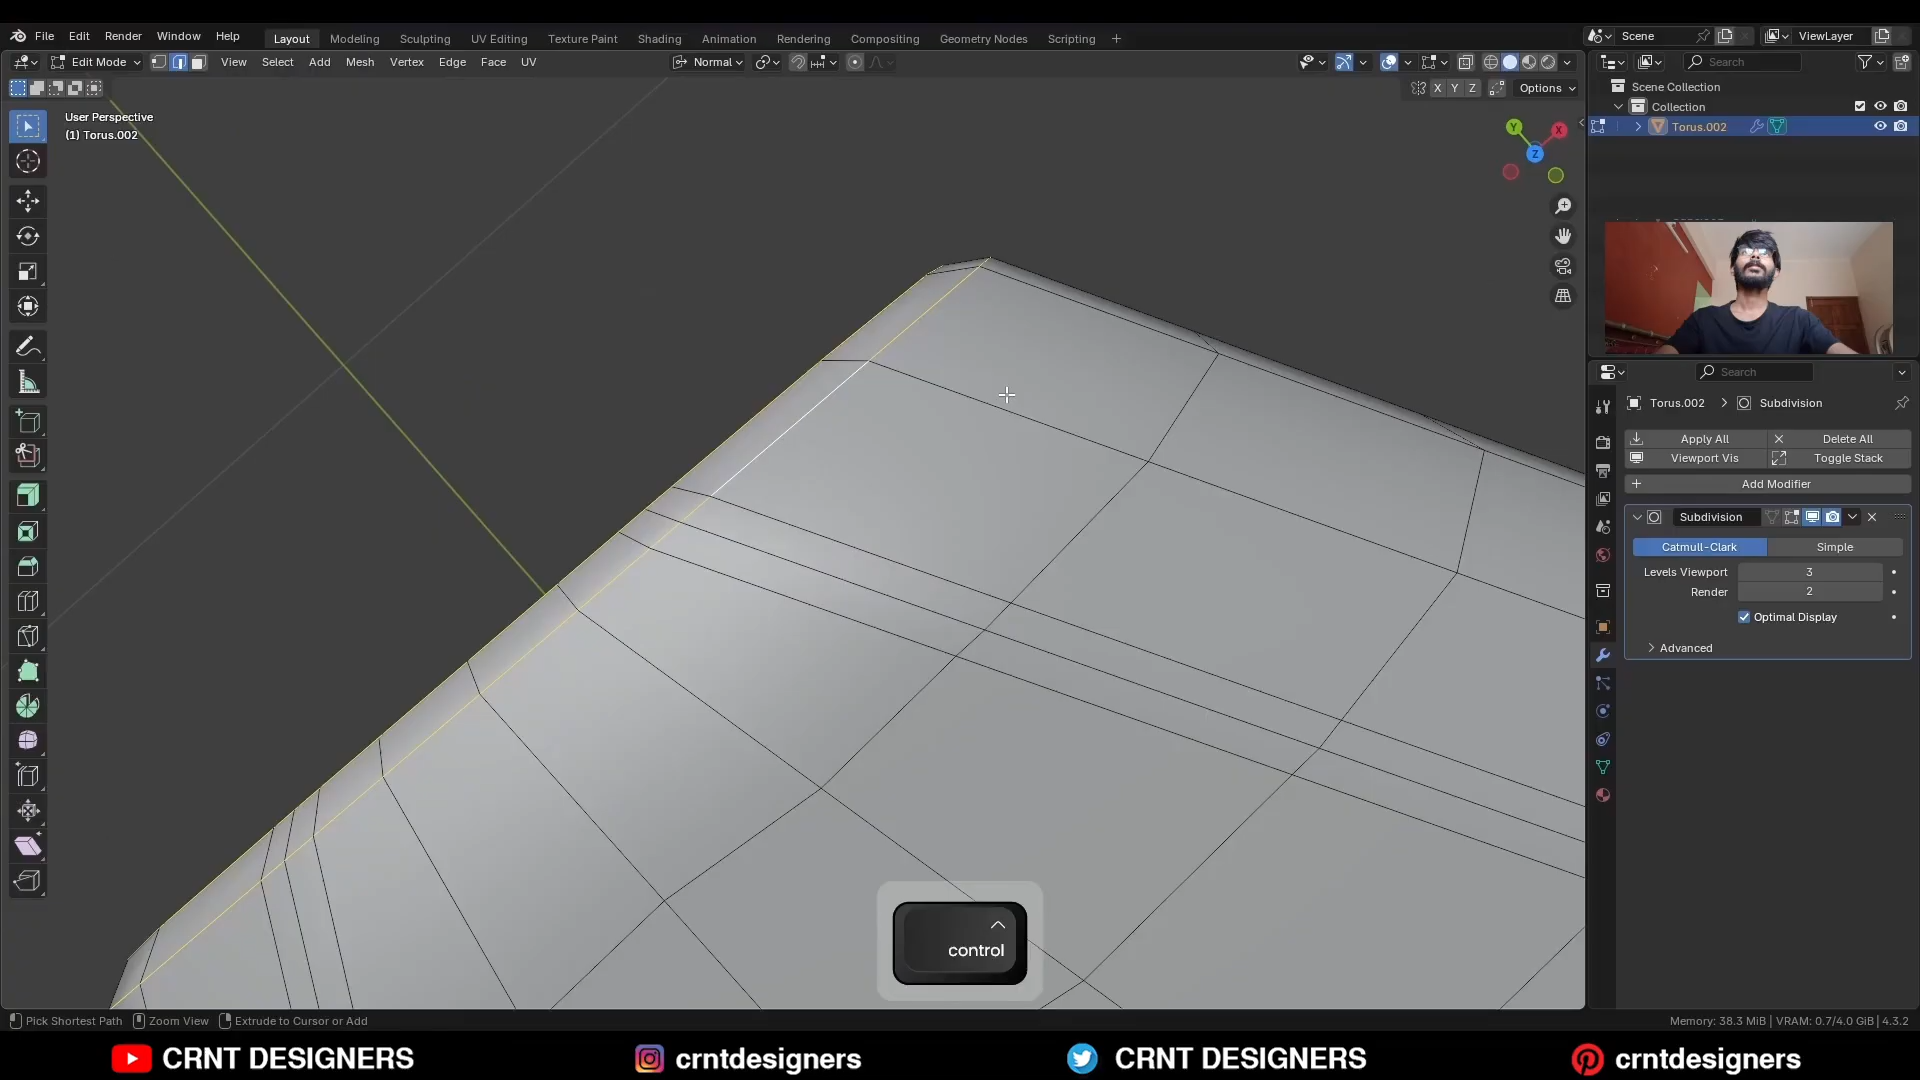 File Edit Render Window Help
Layout Modeling Sculpting UV Editing Texture Paint Shading Animation Rendering Compositing Geometry Nodes Scripting +
Scene
ViewLayer
Edit Mode
View Select Add Mesh Vertex Edge Face UV
Normal
Search
X Y Z
Options
User Perspective
(1) Torus.002
Y X Z
Scene Collection
Collection
Torus.002
Search
Torus.002 > Subdivision
Apply All
Delete All
Viewport Vis
Toggle Stack
Add Modifier
Subdivision
Catmull-Clark
Simple
Levels Viewport 3
Render 2
Optimal Display
Advanced
control
Pick Shortest Path Zoom View Extrude to Cursor or Add
Memory: 38.3 MiB | VRAM: 0.7/4.0 GiB | 4.3.2
CRNT DESIGNERS crntdesigners CRNT DESIGNERS crntdesigners